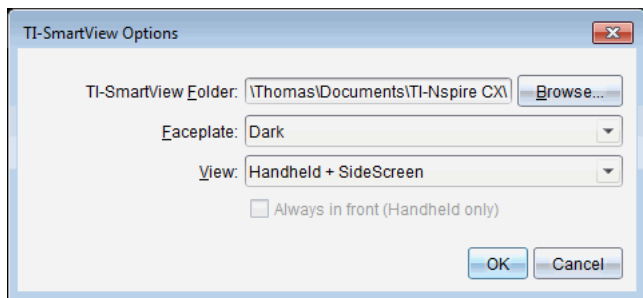 TI-SmartView Options
TI-SmartView Folder: \Thomas\Documents\TI-Nspire CX\ Browse...
Faceplate: Dark
View: Handheld + SideScreen
Always in front (Handheld only)
OK Cancel